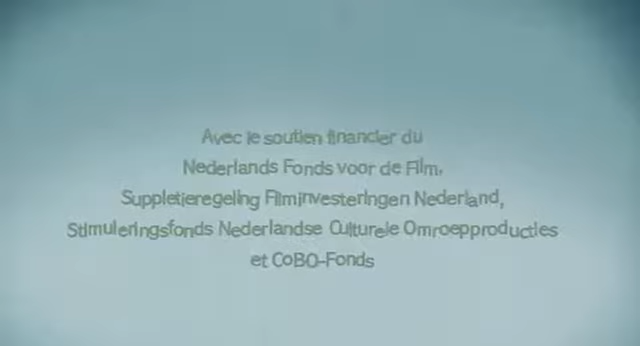 Avec le soutien financier du
Nederlands Fonds voor de Film,
Suppletieregeling Filminvesteringen Nederland,
Stimuleringsfonds Nederlandse Culturele Omroepproducties
et CoBO-Fonds